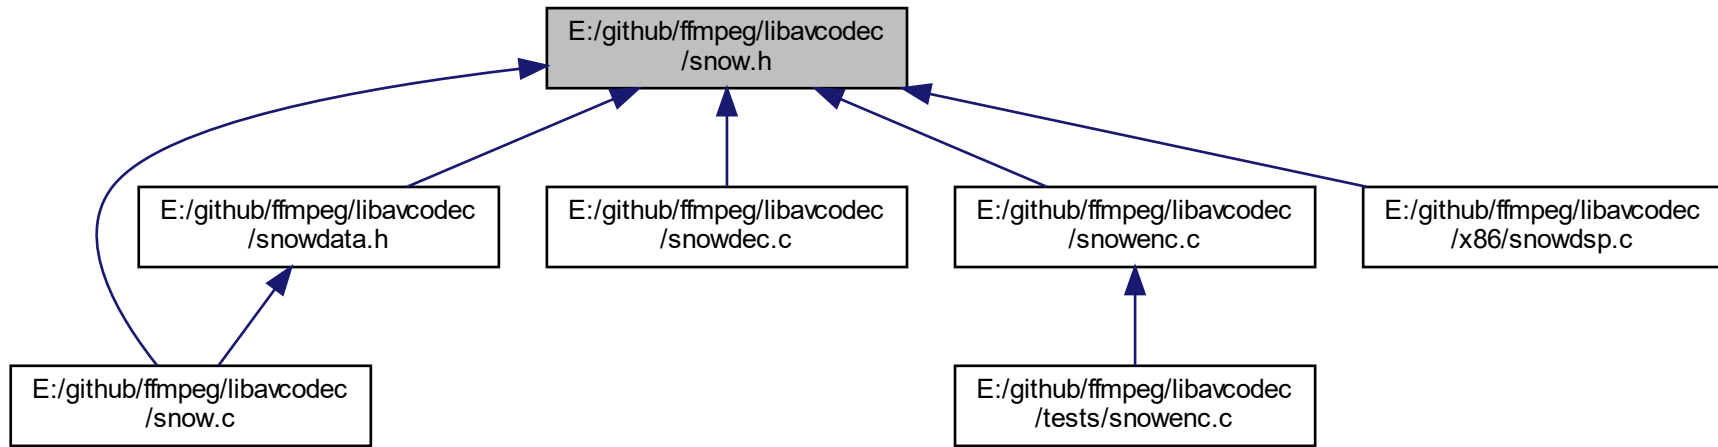 E:/github/ffmpeg/libavcodec
/snow.h
E:/github/ffmpeg/libavcodec
/snowdata.h
E:/github/ffmpeg/libavcodec
/snowdec.c
E:/github/ffmpeg/libavcodec
/snowenc.c
E:/github/ffmpeg/libavcodec
/x86/snowdsp.c
E:/github/ffmpeg/libavcodec
/snow.c
E:/github/ffmpeg/libavcodec
/tests/snowenc.c